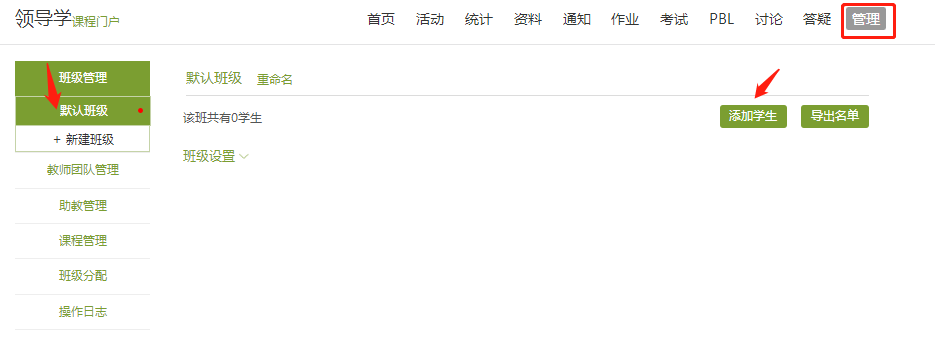 领导学课程门户 首页 活动 统计 资料 通知 作业 考试 PBL 讨论 答疑 管理
班级管理
默认班级
+ 新建班级
教师团队管理
助教管理
课程管理
班级分配
操作日志
默认班级 重命名
该班共有0学生 添加学生 导出名单
班级设置